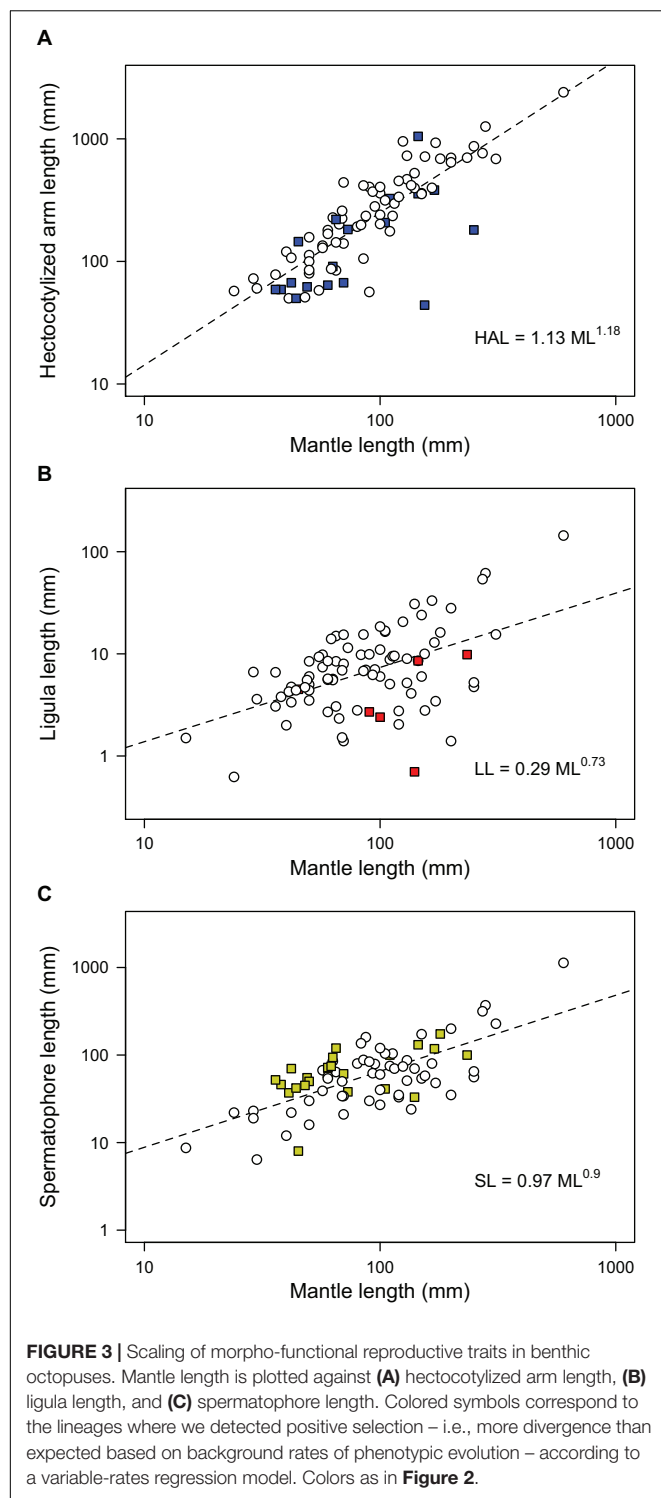 A
Hectocotylized arm length (mm)
1000
100
10
HAL = 1.13 ML^1.18
10
100
1000
Mantle length (mm)
B
Ligula length (mm)
100
10
1
LL = 0.29 ML^0.73
10
100
1000
Mantle length (mm)
C
Spermatophore length (mm)
1000
100
10
1
SL = 0.97 ML^0.9
10
100
1000
Mantle length (mm)
FIGURE 3 | Scaling of morpho-functional reproductive traits in benthic
octopuses. Mantle length is plotted against (A) hectocotylized arm length, (B)
ligula length, and (C) spermatophore length. Colored symbols correspond to
the lineages where we detected positive selection – i.e., more divergence than
expected based on background rates of phenotypic evolution – according to
a variable-rates regression model. Colors as in Figure 2.